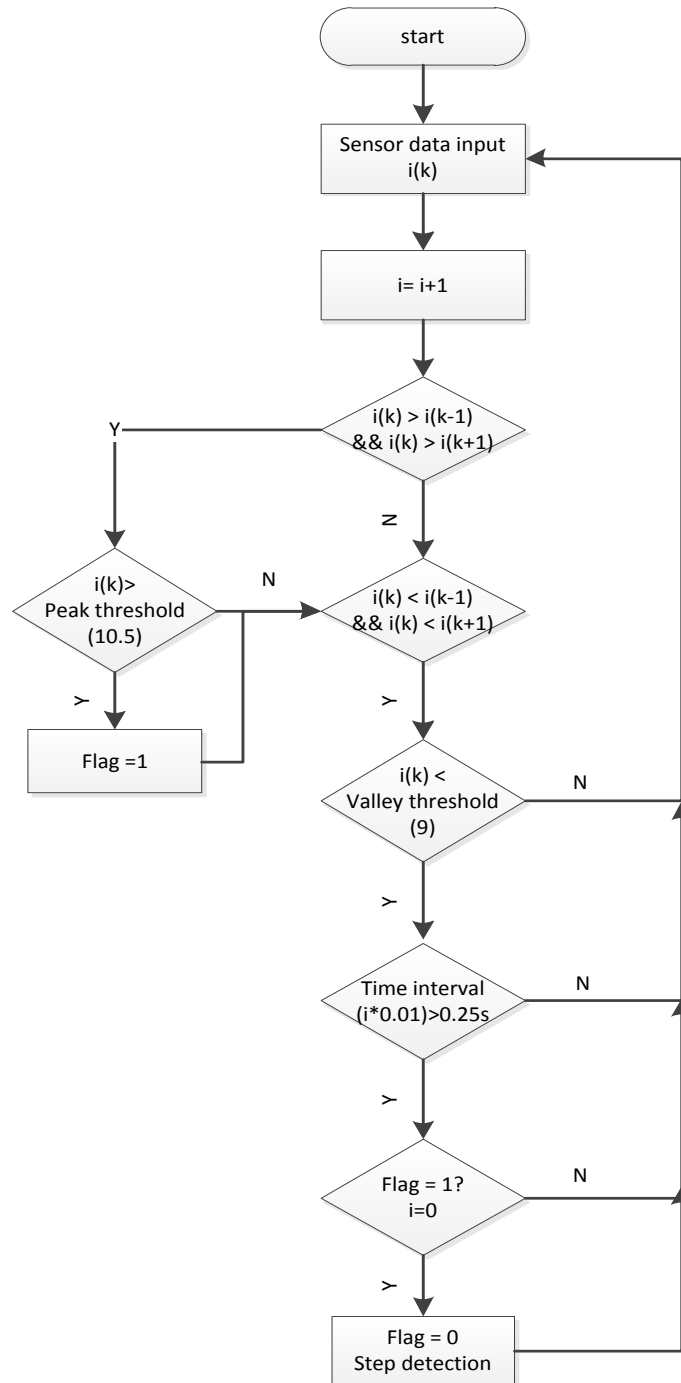 start
Sensor data input
i(k)
i= i+1
i(k) > i(k-1)
&& i(k) > i(k+1)
Y
N
i(k)>
Peak threshold
(10.5)
N
i(k) < i(k-1)
&& i(k) < i(k+1)
Y
Y
Flag =1
i(k) <
Valley threshold
(9)
N
Y
Time interval
(i*0.01)>0.25s
N
Y
Flag = 1?
i=0
N
Y
Flag = 0
Step detection